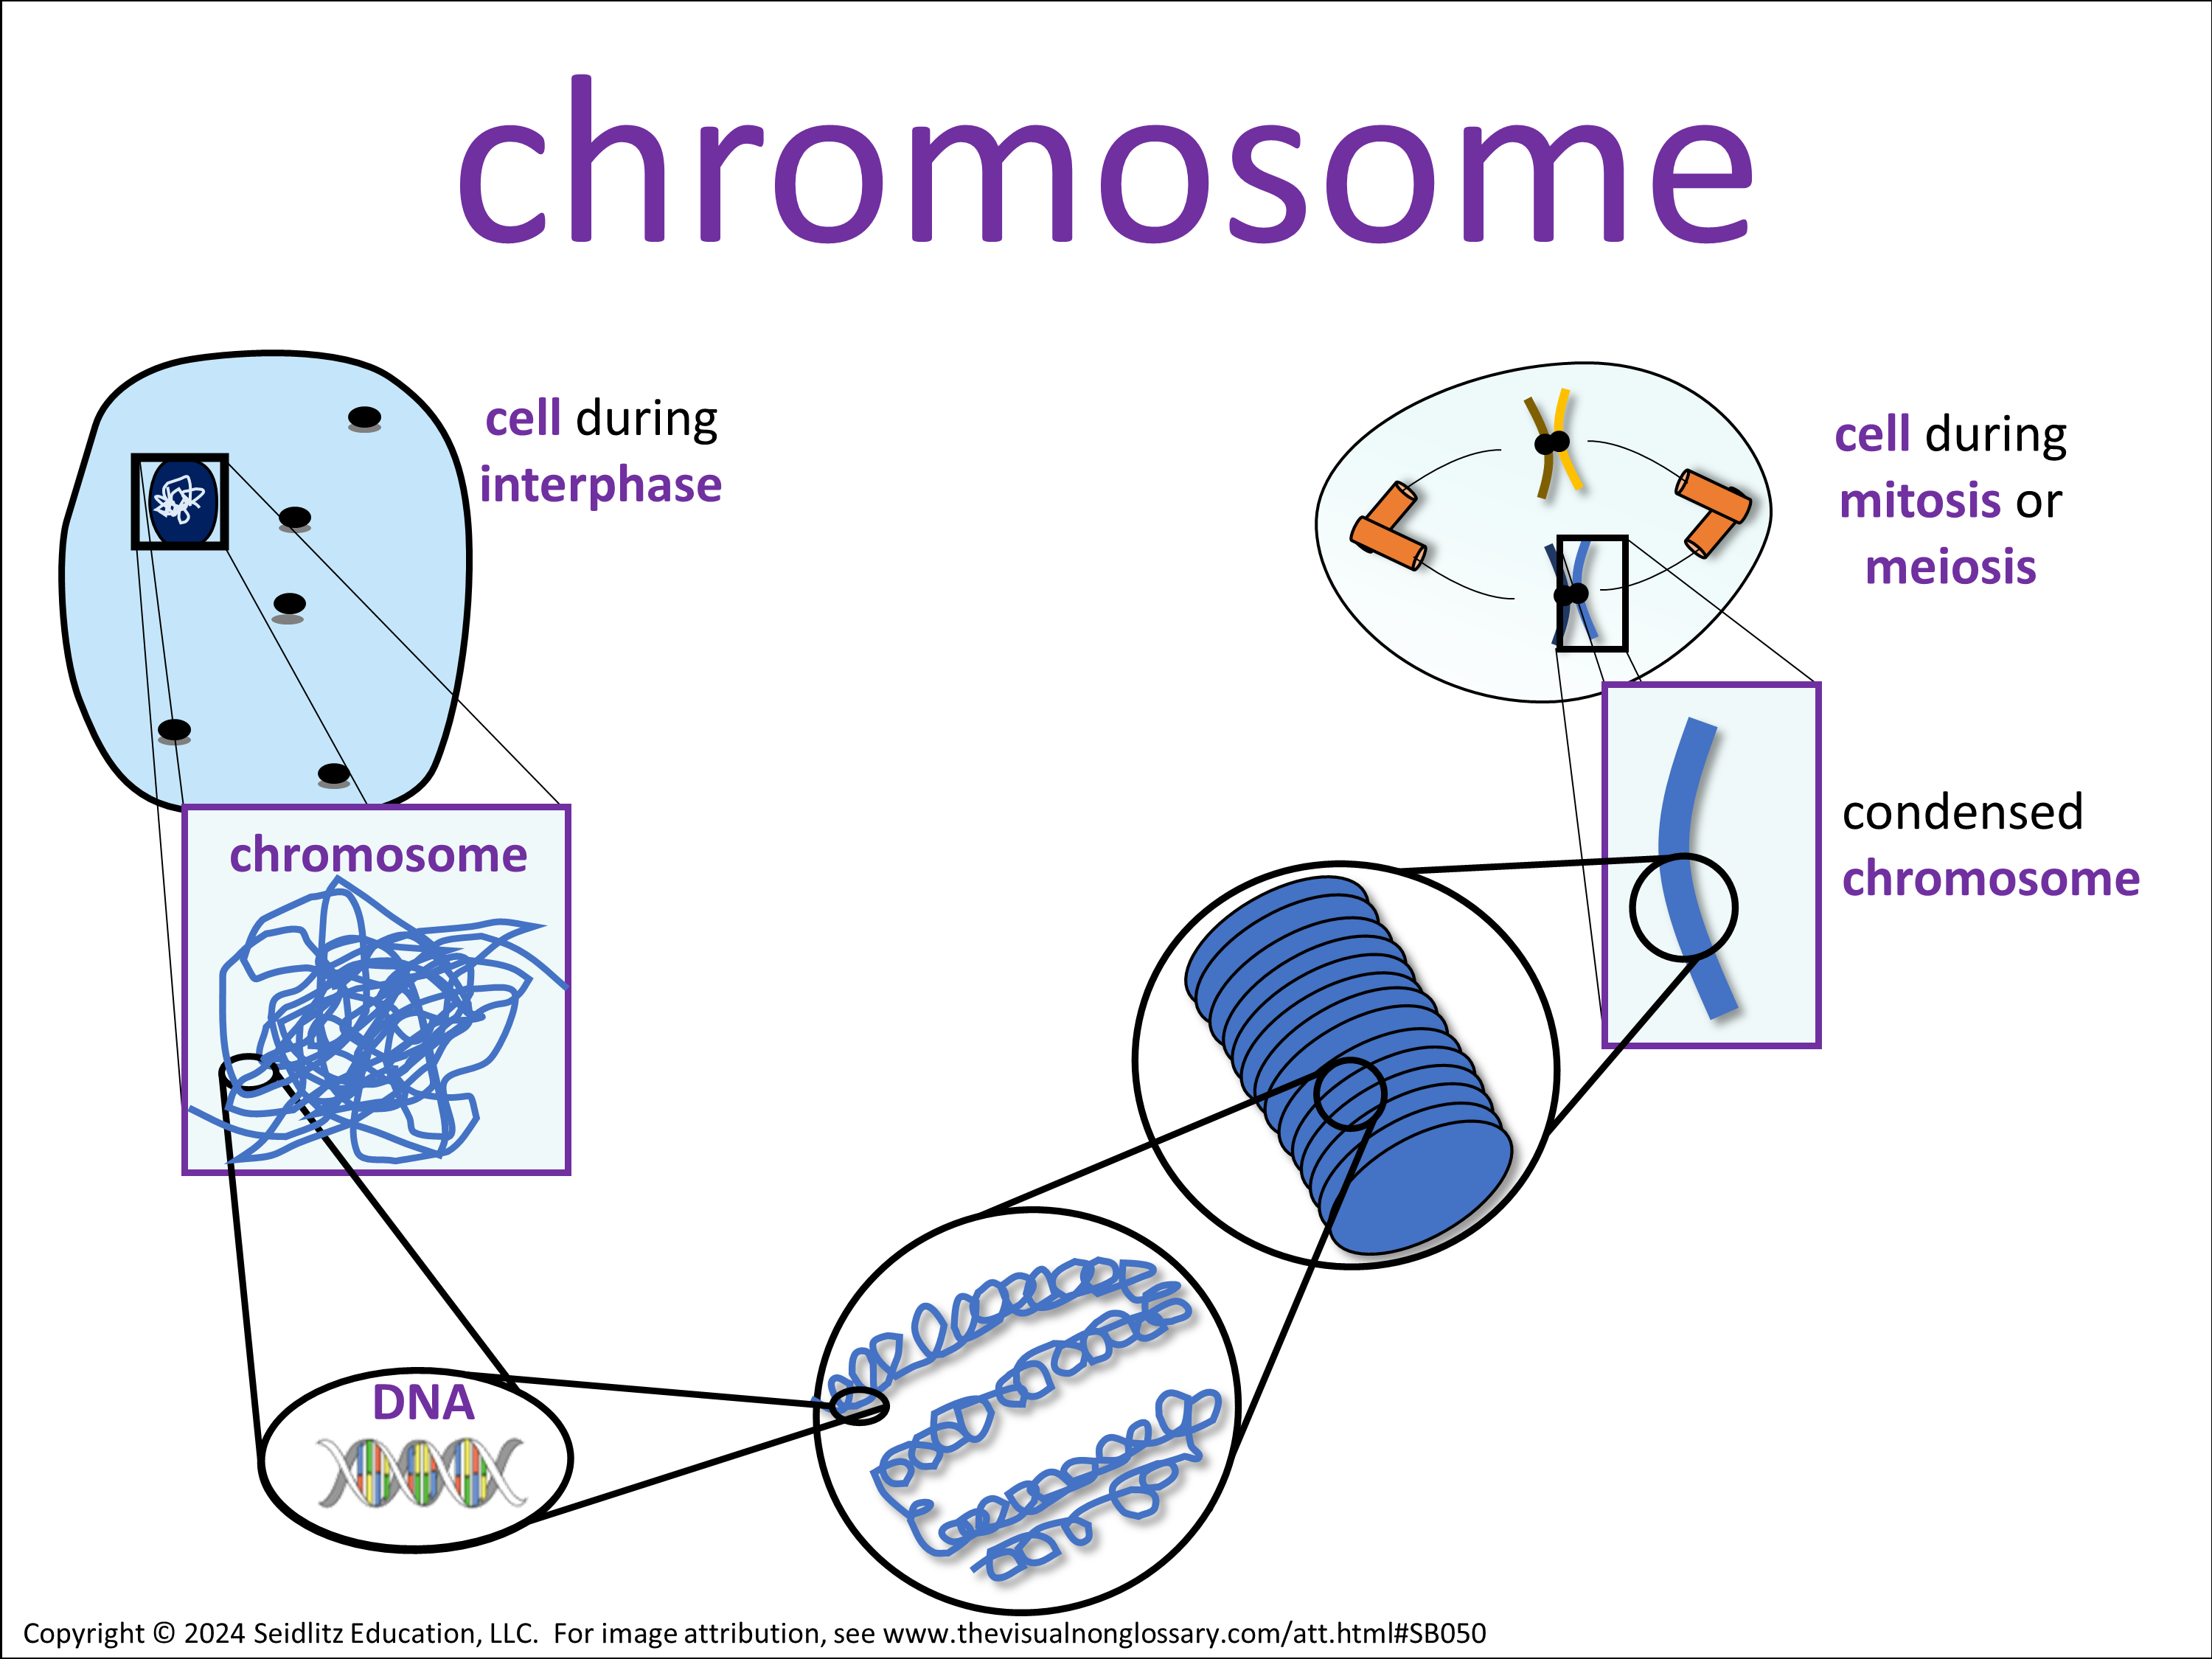 chromosome
cell during
interphase
cell during
mitosis or
meiosis
chromosome
condensed
chromosome
DNA
Copyright © 2024 Seidlitz Education, LLC.  For image attribution, see www.thevisualnonglossary.com/att.html#SB050